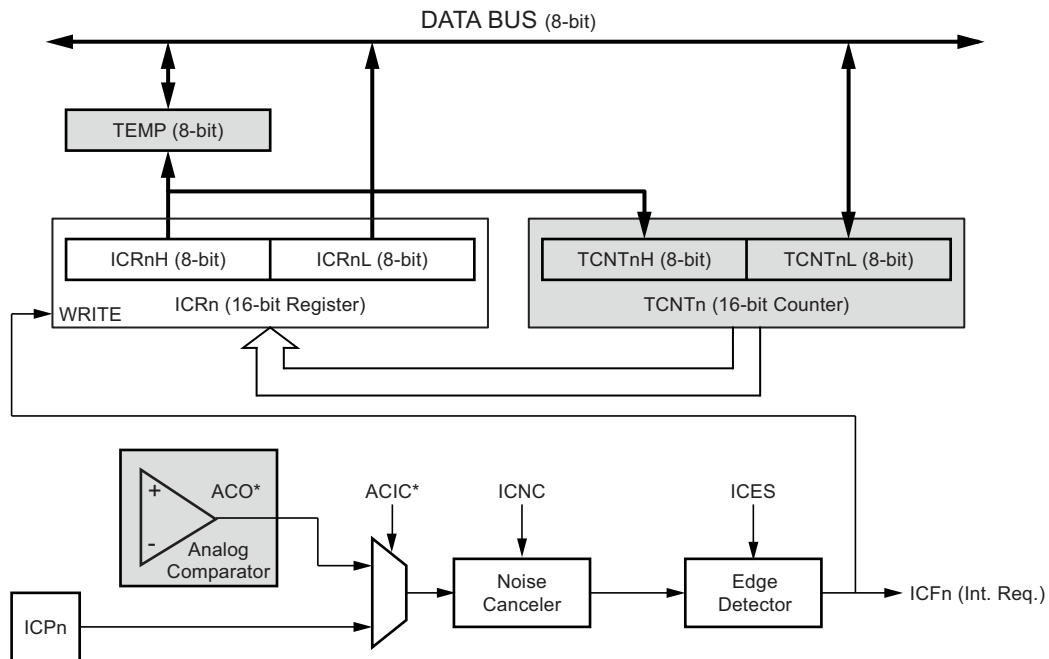 DATA BUS (8-bit)
TEMP (8-bit)
ICRnH (8-bit)
ICRnL (8-bit)
TCNTnH (8-bit)
TCNTnL (8-bit)
WRITE
ICRn (16-bit Register)
TCNTn (16-bit Counter)
+
-
ACO*
Analog
Comparator
ACIC*
ICNC
ICES
Noise
Canceler
Edge
Detector
ICFn (Int. Req.)
ICPn